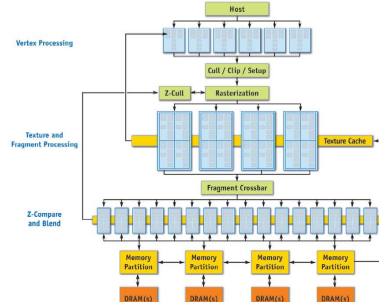 Host
Vertex Processing
Cull / Clip / Setup
Z-Cull
Rasterization
Texture and
Fragment Processing
Texture Cache
Fragment Crossbar
Z-Compare
and Blend
Memory
Partition
Memory
Partition
Memory
Partition
Memory
Partition
DRAM(s)
DRAM(s)
DRAM(s)
DRAM(s)